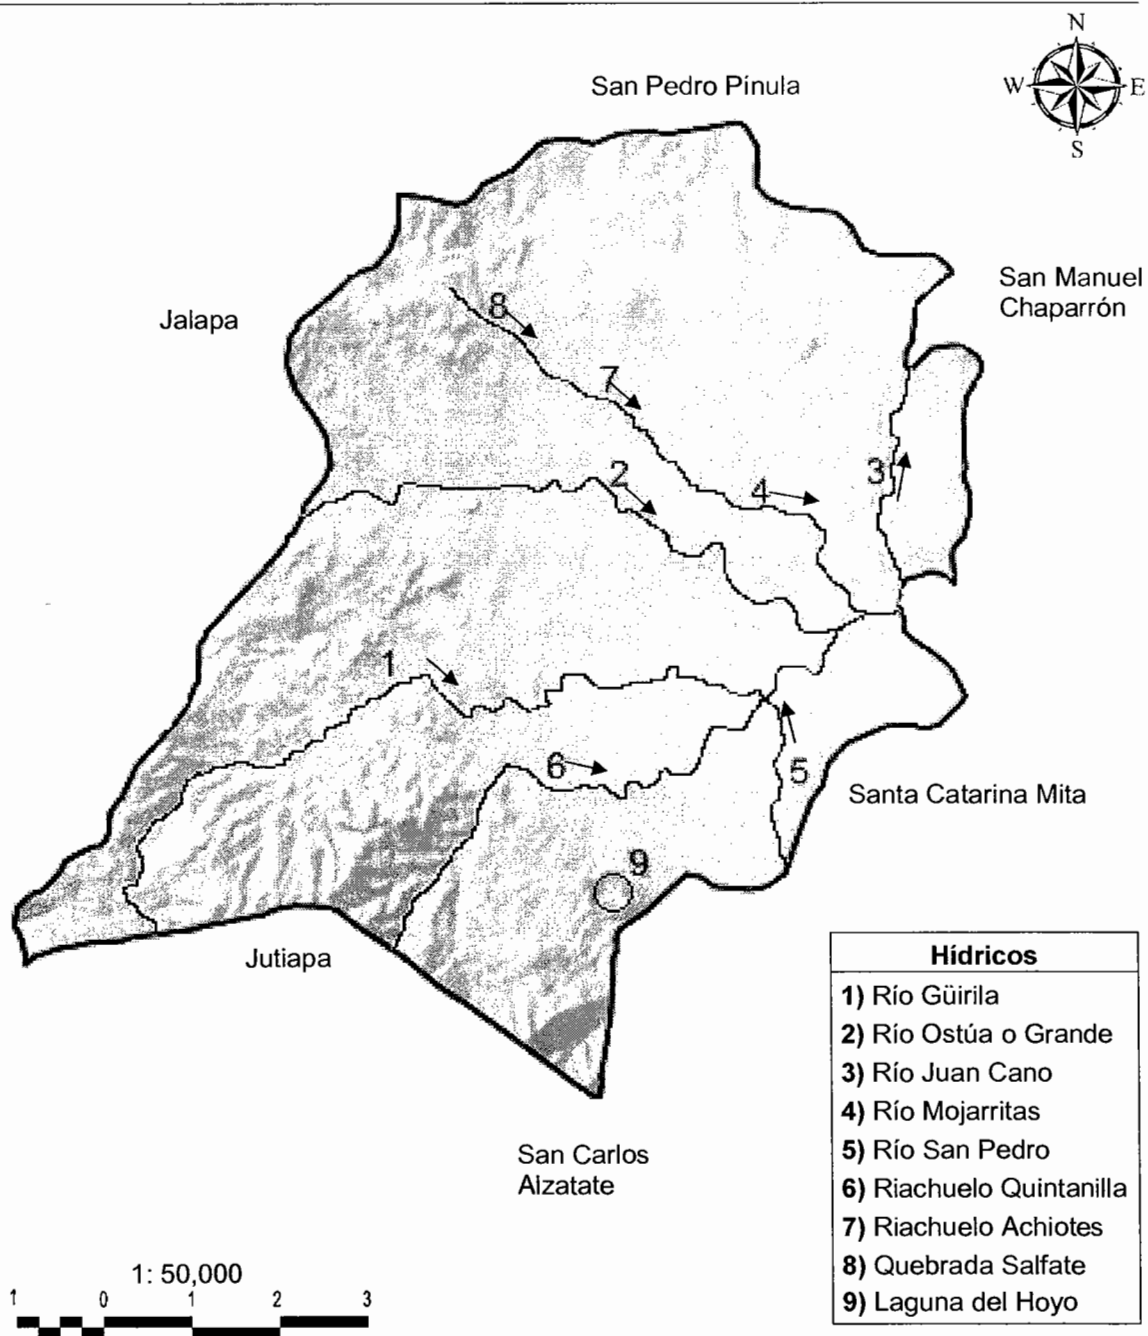 N
San Pedro Pínula
W
E
S
San Manuel
Chaparrón
Jalapa
8
7
2
4
3
1
6
5
Santa Catarina Mita
9
Jutiapa
Hídricos
1) Río Güirila
2) Río Ostúa o Grande
3) Río Juan Cano
4) Río Mojarritas
5) Río San Pedro
6) Riachuelo Quintanilla
7) Riachuelo Achiotes
8) Quebrada Salfate
9) Laguna del Hoyo
San Carlos
Alzatate
1: 50,000
1 0 1 2 3